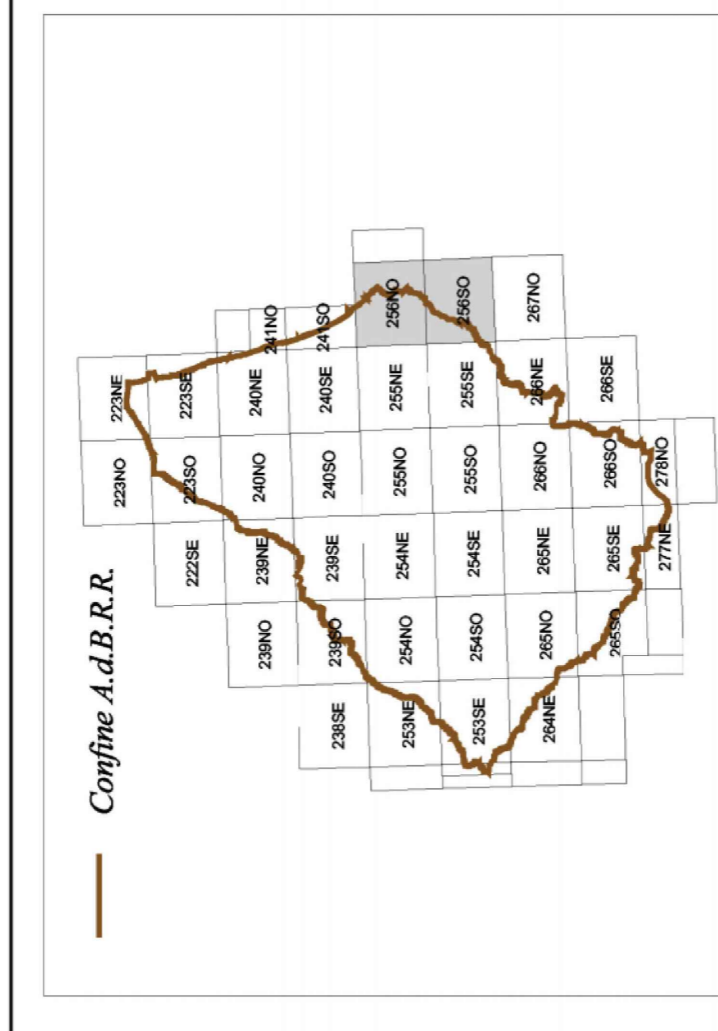 Confine A.d.B.R.R.
223NO 223NE
222SE 223SO 223SE
239NO 239NE 240NO 240NE 241NO
238SE 239SO 239SE 240SO 240SE 241SO
253NE 254NO 254NE 255NO 255NE 256NO
253SE 254SO 254SE 255SO 255SE 256SO
264NE 265NO 265NE 266NO 266NE 267NO
265SO 265SE 266SO 266SE
277NE 278NO